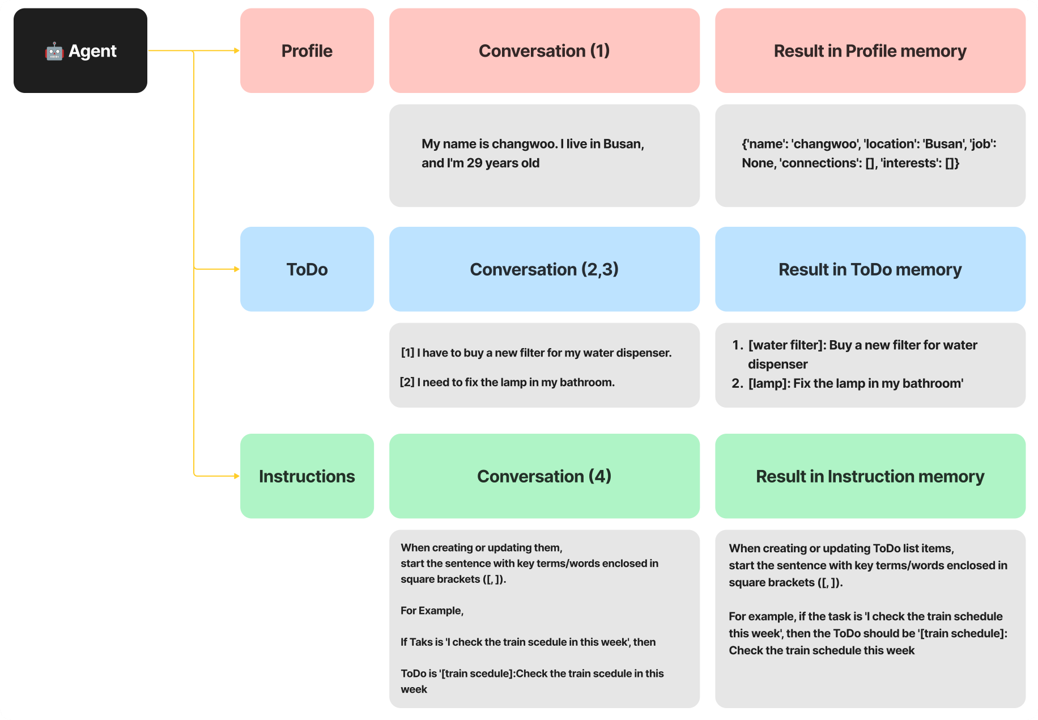 🤖 Agent
Profile
Conversation (1)
Result in Profile memory
My name is changwoo. I live in Busan,
and I'm 29 years old
{'name': 'changwoo', 'location': 'Busan', 'job':
None, 'connections': [], 'interests': []}
ToDo
Conversation (2,3)
Result in ToDo memory
[1] I have to buy a new filter for my water dispenser.
[2] I need to fix the lamp in my bathroom.
1. [water filter]: Buy a new filter for water
dispenser
2. [lamp]: Fix the lamp in my bathroom'
Instructions
Conversation (4)
Result in Instruction memory
When creating or updating them,
start the sentence with key terms/words enclosed in
square brackets ([, ]).
For Example,
If Taks is 'I check the train scedule in this week', then
ToDo is '[train scedule]:Check the train scedule in this
week
When creating or updating ToDo list items,
start the sentence with key terms/words enclosed in
square brackets ([, ]).
For example, if the task is 'I check the train schedule
this week', then the ToDo should be '[train schedule]:
Check the train schedule this week